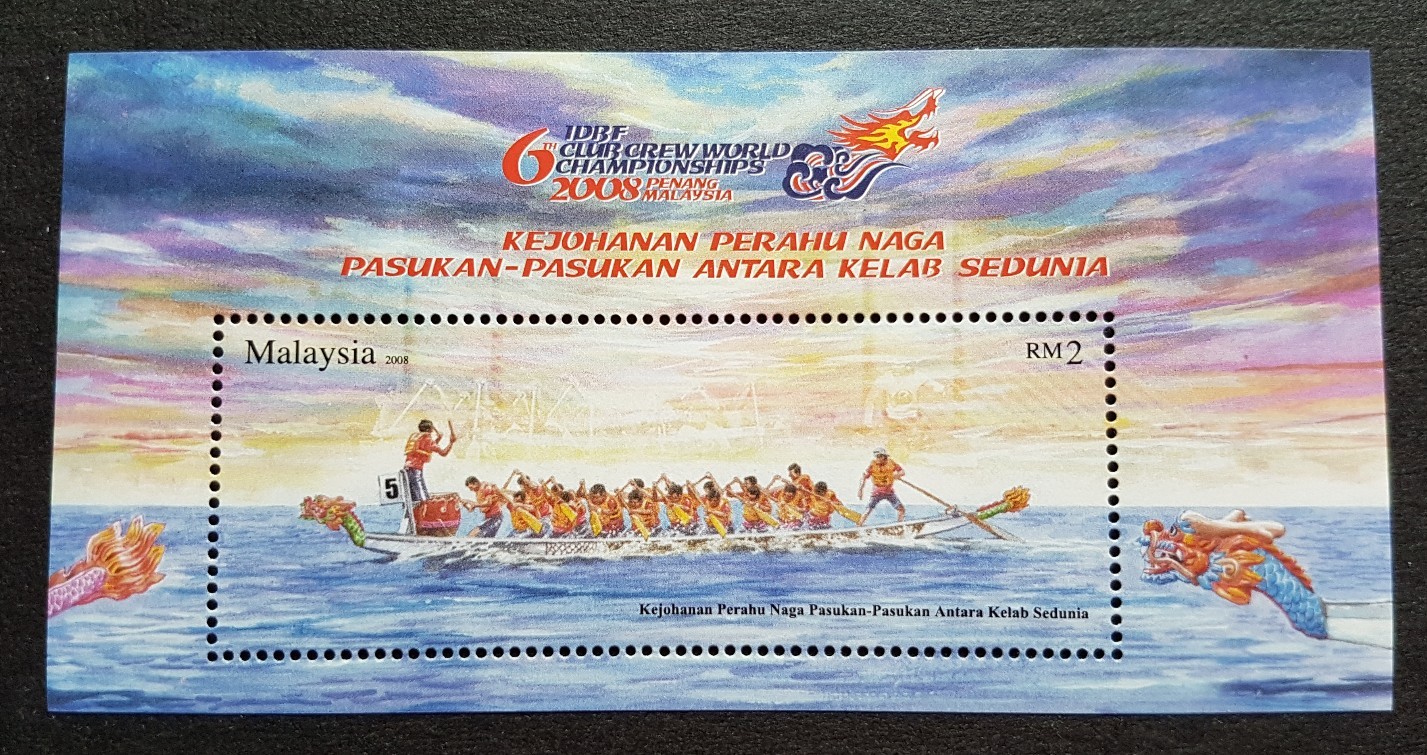 6TH IDBF
CLUB CREW WORLD
CHAMPIONSHIPS
2008 PENANG
MALAYSIA
KEJOHANAN PERAHU NAGA
PASUKAN-PASUKAN ANTARA KELAB SEDUNIA
Malaysia 2008
RM2
5
Kejohanan Perahu Naga Pasukan-Pasukan Antara Kelab Sedunia